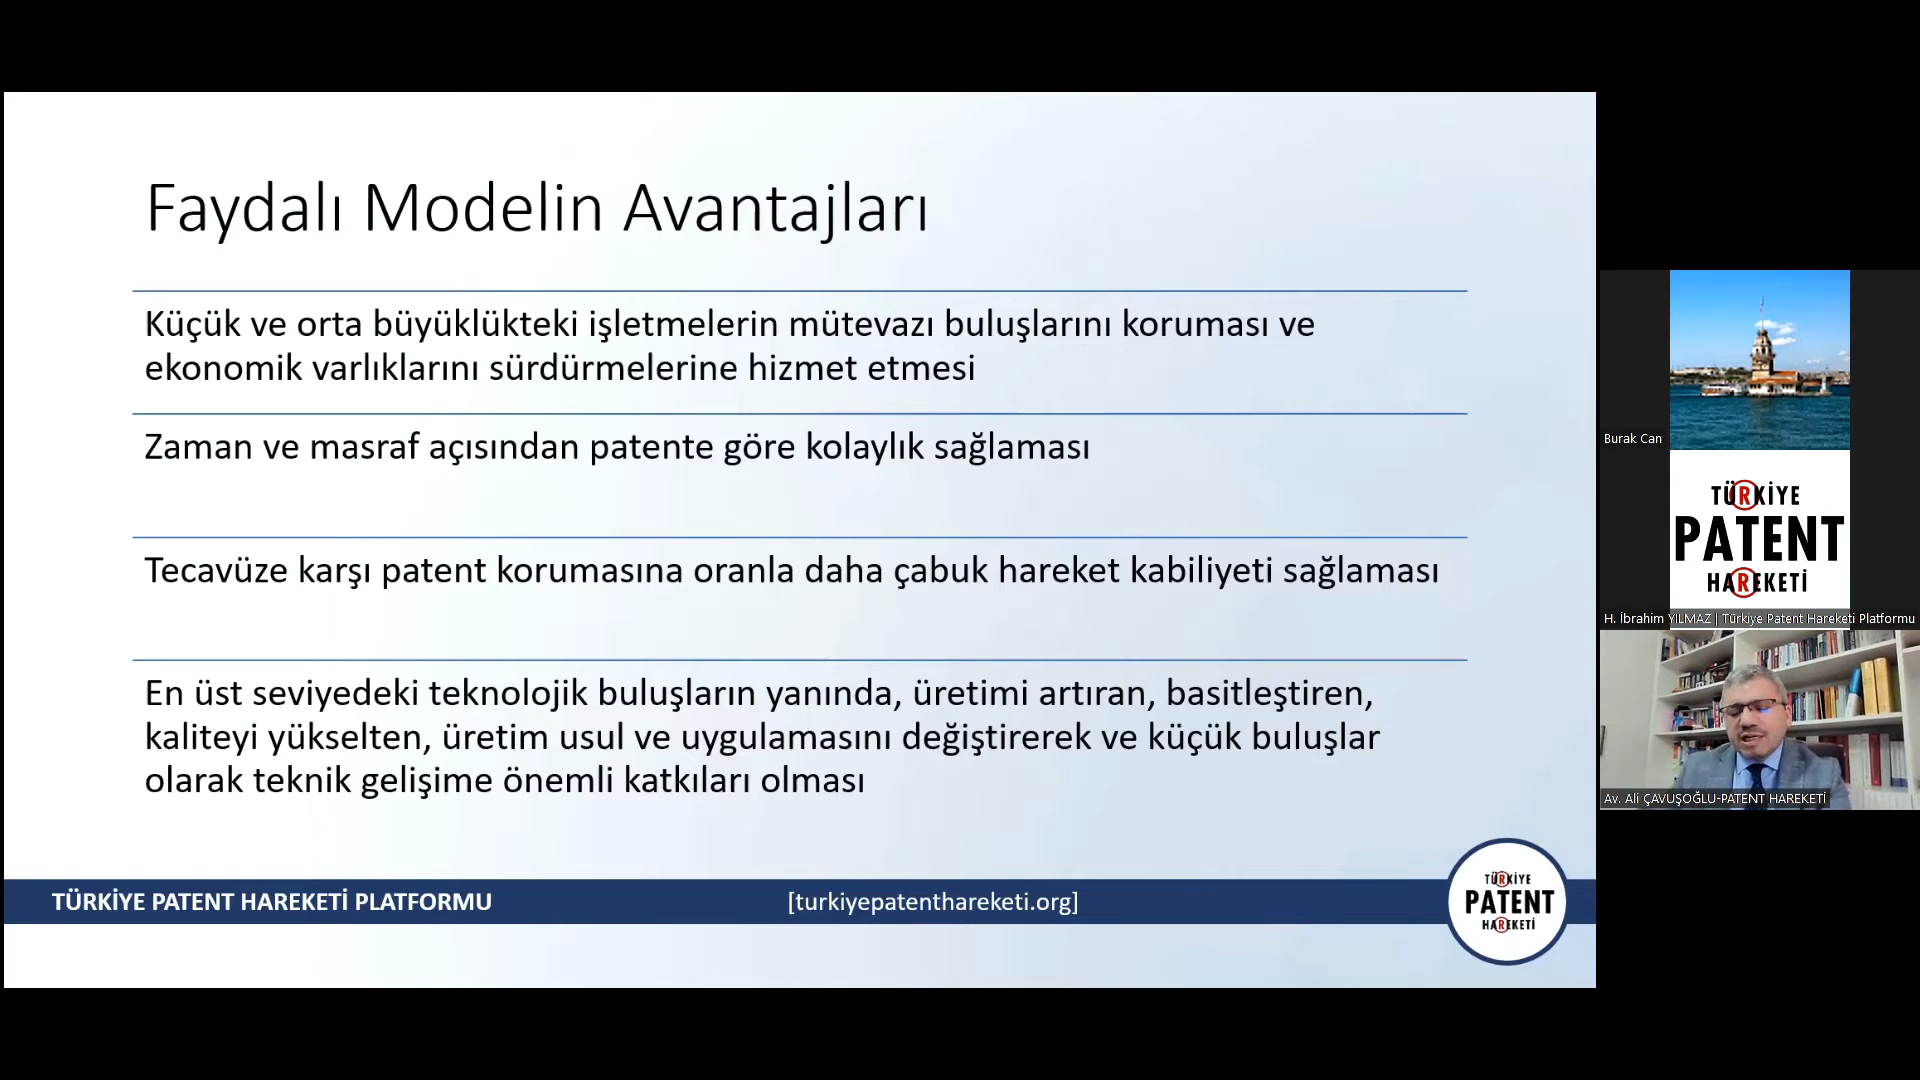 Faydalı Modelin Avantajları
Küçük ve orta büyüklükteki işletmelerin mütevazı buluşlarını koruması ve
ekonomik varlıklarını sürdürmelerine hizmet etmesi
Zaman ve masraf açısından patente göre kolaylık sağlaması
Tecavüze karşı patent korumasına oranla daha çabuk hareket kabiliyeti sağlaması
En üst seviyedeki teknolojik buluşların yanında, üretimi artıran, basitleştiren,
kaliteyi yükselten, üretim usul ve uygulamasını değiştirerek ve küçük buluşlar
olarak teknik gelişime önemli katkıları olması
TÜRKİYE PATENT HAREKETİ PLATFORMU
[turkiyepatenthareketi.org]
TÜRKİYE
PATENT
HAREKETİ
Burak Can
TÜRKİYE
PATENT
HAREKETİ
H. İbrahim YILMAZ | Türkiye Patent Hareketi Platformu
Av. Ali ÇAVUŞOĞLU-PATENT HAREKETİ